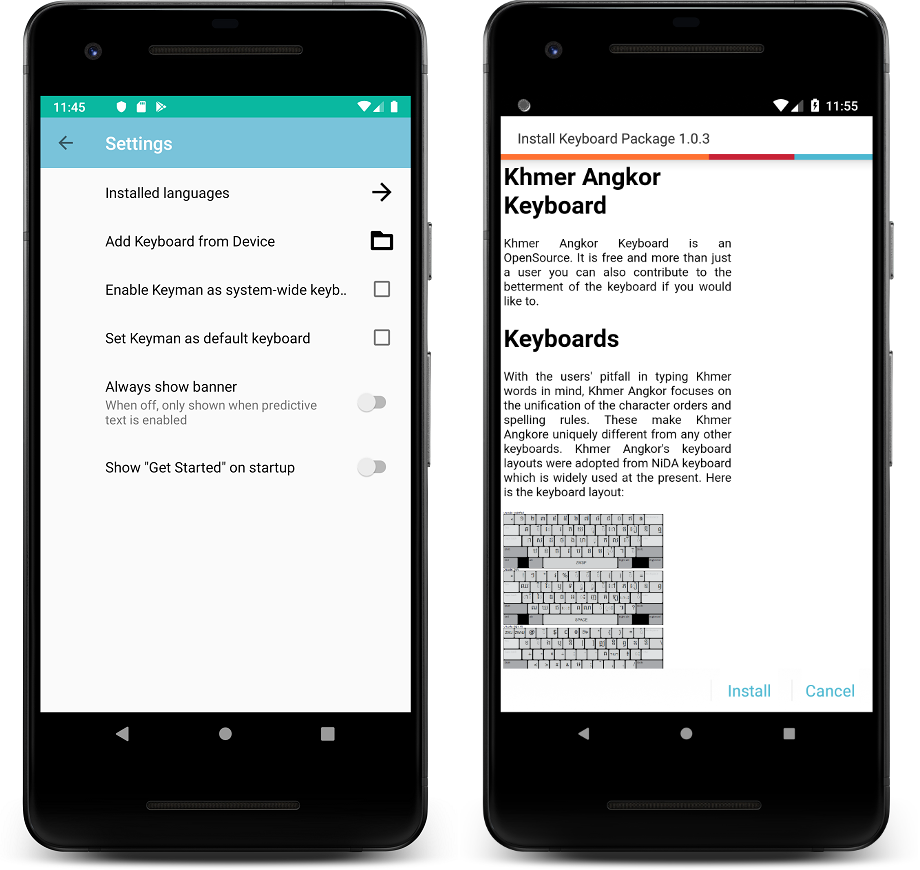 11:45
Settings
Installed languages
Add Keyboard from Device
Enable Keyman as system-wide keyb..
Set Keyman as default keyboard
Always show banner
When off, only shown when predictive
text is enabled
Show "Get Started" on startup
11:55
Install Keyboard Package 1.0.3
Khmer Angkor
Keyboard
Khmer Angkor Keyboard is an
OpenSource. It is free and more than just
a user you can also contribute to the
betterment of the keyboard if you would
like to.
Keyboards
With the users' pitfall in typing Khmer
words in mind, Khmer Angkor focuses on
the unification of the character orders and
spelling rules. These make Khmer
Angkore uniquely different from any other
keyboards. Khmer Angkor's keyboard
layouts were adopted from NiDA keyboard
which is widely used at the present. Here
is the keyboard layout:
SPACE
Install
Cancel